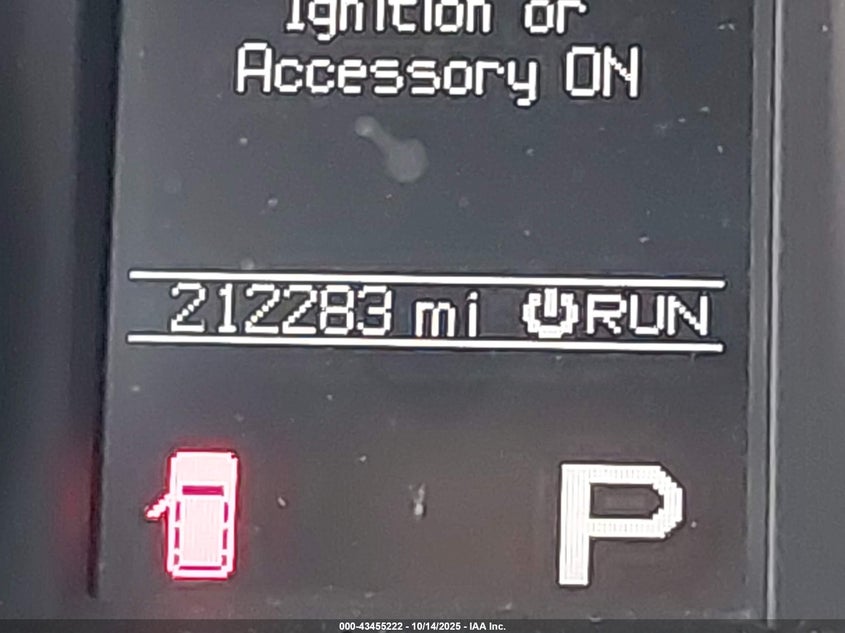 Ignition or
Accessory ON
212283 mi RUN
P
000-43455222 - 10/14/2025 - IAA Inc.